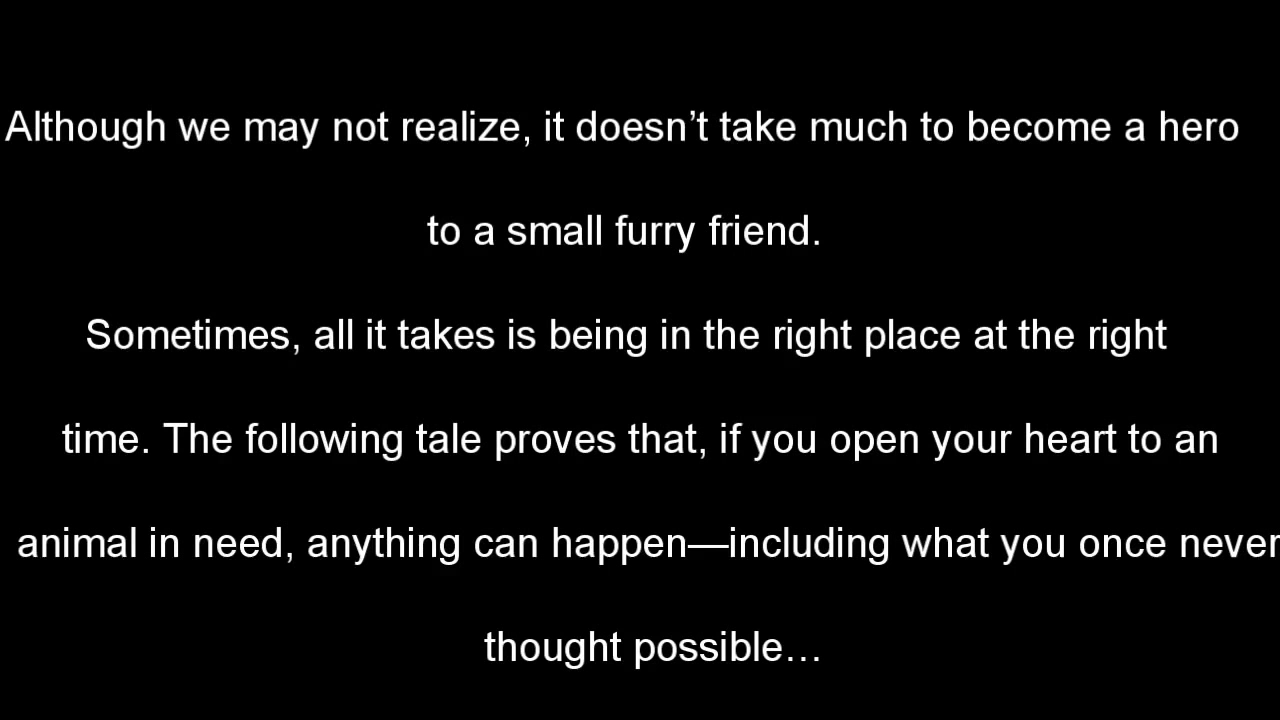 Although we may not realize, it doesn’t take much to become a hero
to a small furry friend.
Sometimes, all it takes is being in the right place at the right
time. The following tale proves that, if you open your heart to an
animal in need, anything can happen—including what you once never
thought possible…